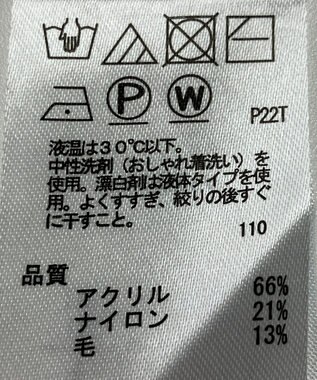 P
W
P22T
液温は30℃以下。
中性洗剤（おしゃれ着洗い）を
使用。漂白剤は液体タイプを使
用。よくすすぎ、絞りの後すぐ
に干すこと。
110
品質
アクリル 66%
ナイロン 21%
毛 13%